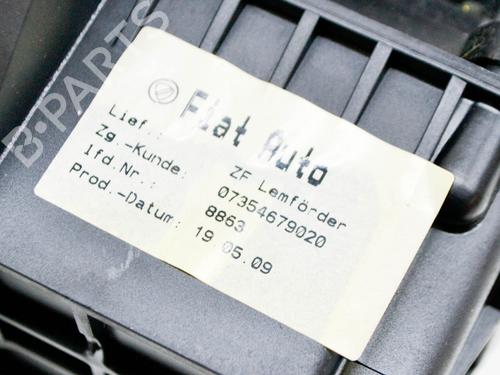 Fiat Auto
Lief.: ZF Lemförder
Zg.-Kunde: 07354679020
lfd.Nr.: 8863
Prod.-Datum: 19.05.09
B-PARTS